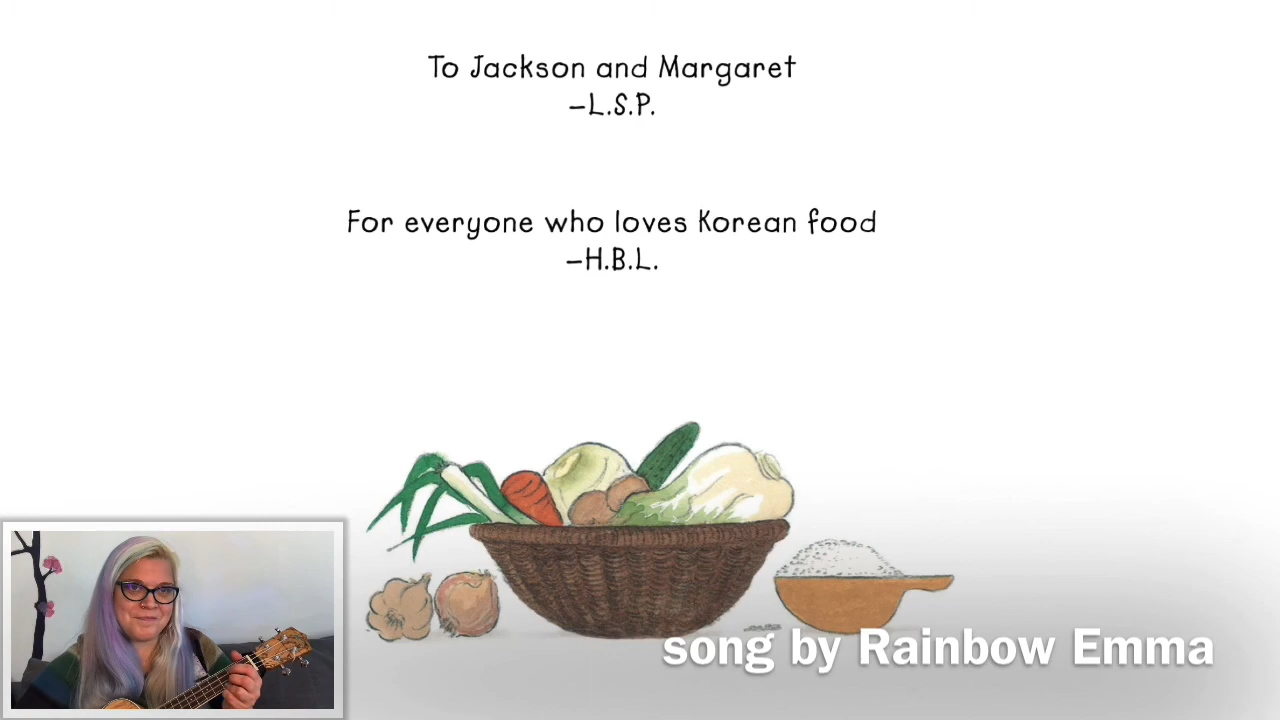 To Jackson and Margaret
–L.S.P.
For everyone who loves Korean food
–H.B.L.
song by Rainbow Emma